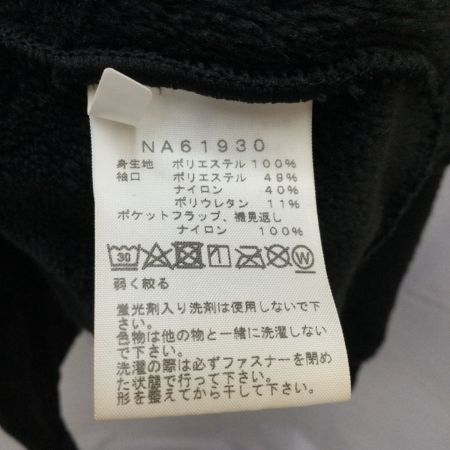 NA61930
身生地 ポリエステル 100%
袖口 ポリエステル 49%
ナイロン 40%
ポリウレタン 11%
ポケットフラップ、襟見返し
ナイロン 100%
30 W
弱く絞る
蛍光剤入り洗剤は使用しないで下
さい。
色物は他の物と一緒に洗濯しない
で下さい。
洗濯の際は必ずファスナーを閉め
た状態で行って下さい。
形を整えてから干して下さい。